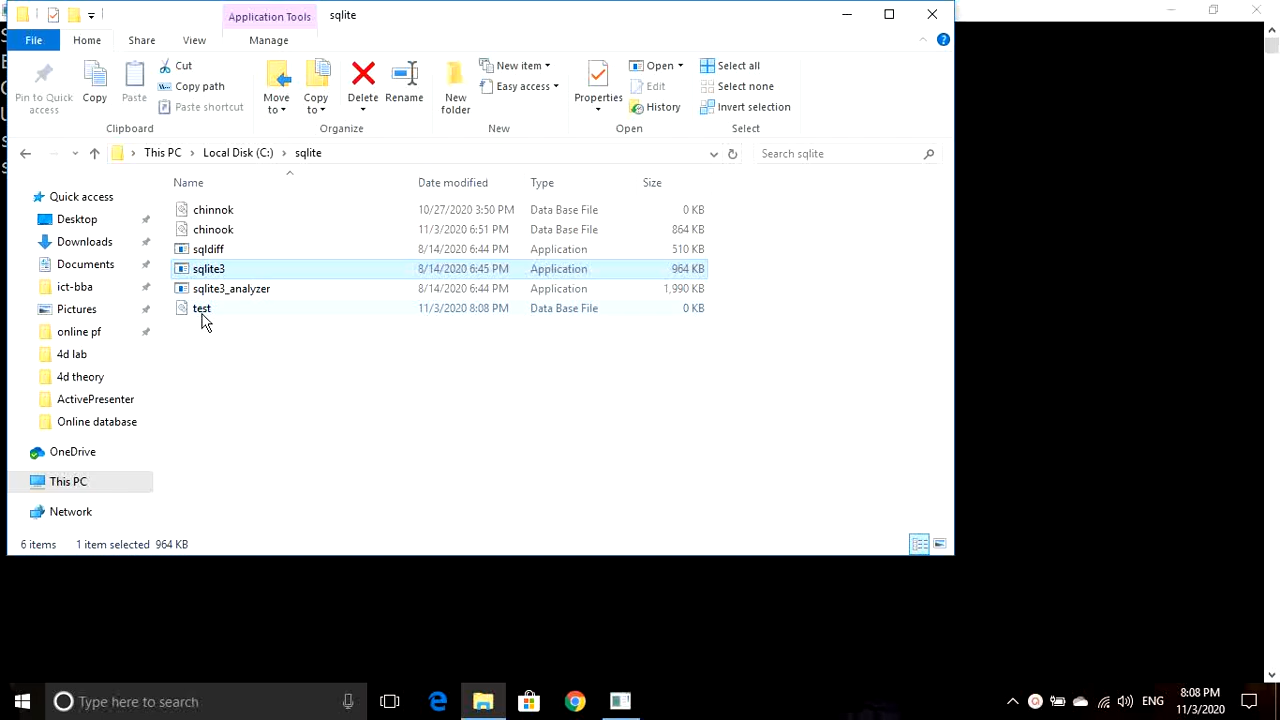 Application Tools sqlite
File Home Share View Manage
Pin to Quick access
Copy
Paste
Cut
Copy path
Paste shortcut
Clipboard
Move to
Copy to
Delete
Rename
Organize
New folder
New item
Easy access
New
Properties
Open
Edit
History
Open
Select all
Select none
Invert selection
Select
This PC > Local Disk (C:) > sqlite
Search sqlite
Name Date modified Type Size
chinnok 10/27/2020 3:50 PM Data Base File 0 KB
chinook 11/3/2020 6:51 PM Data Base File 864 KB
sqldiff 8/14/2020 6:44 PM Application 510 KB
sqlite3 8/14/2020 6:45 PM Application 964 KB
sqlite3_analyzer 8/14/2020 6:44 PM Application 1,990 KB
test 11/3/2020 8:08 PM Data Base File 0 KB
Quick access
Desktop
Downloads
Documents
ict-bba
Pictures
online pf
4d lab
4d theory
ActivePresenter
Online database
OneDrive
This PC
Network
6 items 1 item selected 964 KB
Type here to search
ENG
8:08 PM
11/3/2020